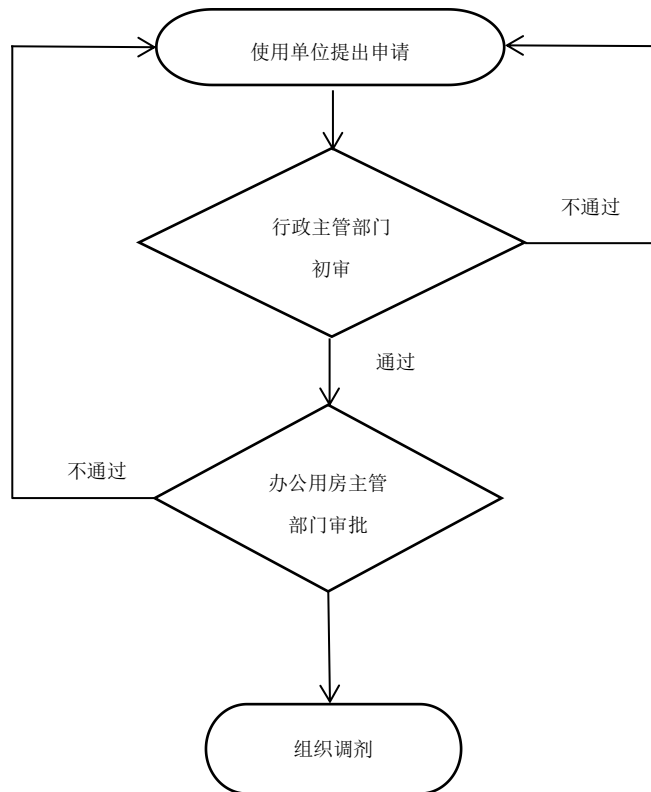 使用单位提出申请
不通过
行政主管部门
初审
通过
不通过
办公用房主管
部门审批
组织调剂